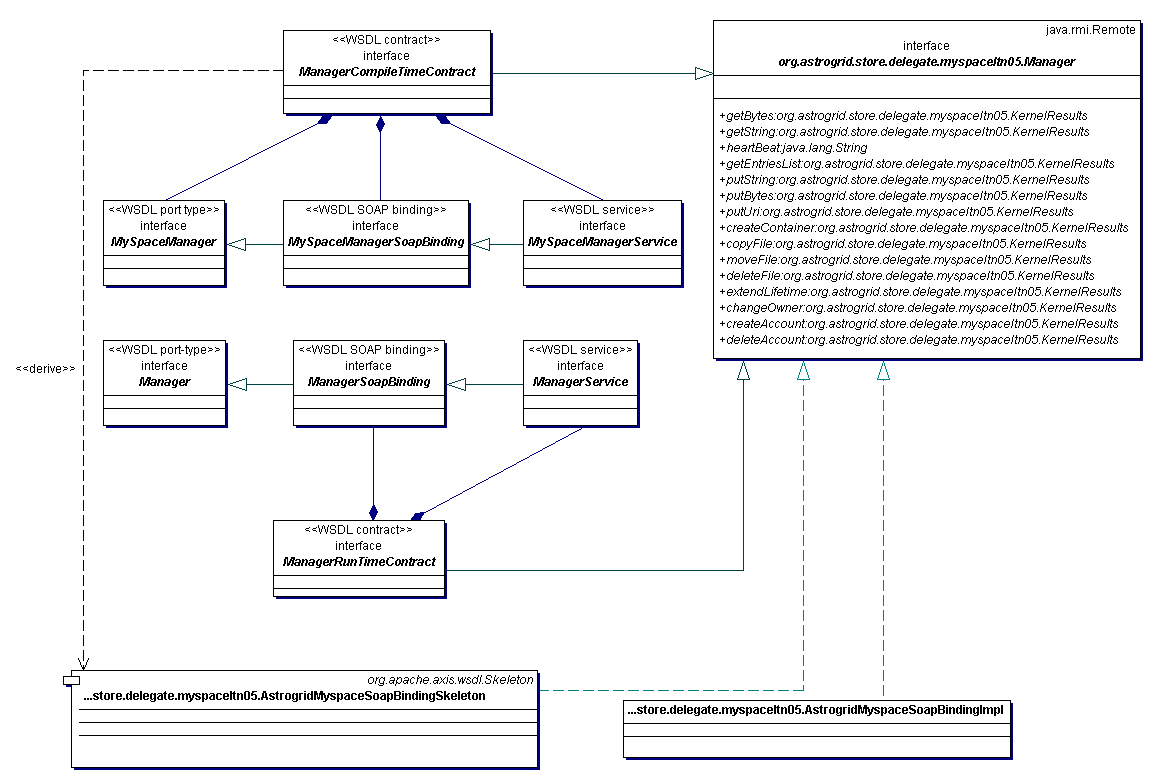 <<WSDL contract>>
interface
ManagerCompileTimeContract
java.rmi.Remote
interface
org.astrogrid.store.delegate.myspaceItn05.Manager
+getBytes:org.astrogrid.store.delegate.myspaceItn05.KernelResults
+getString:org.astrogrid.store.delegate.myspaceItn05.KernelResults
+heartBeat:java.lang.String
+getEntriesList:org.astrogrid.store.delegate.myspaceItn05.KernelResults
+putString:org.astrogrid.store.delegate.myspaceItn05.KernelResults
+putBytes:org.astrogrid.store.delegate.myspaceItn05.KernelResults
+putUri:org.astrogrid.store.delegate.myspaceItn05.KernelResults
+createContainer:org.astrogrid.store.delegate.myspaceItn05.KernelResults
+copyFile:org.astrogrid.store.delegate.myspaceItn05.KernelResults
+moveFile:org.astrogrid.store.delegate.myspaceItn05.KernelResults
+deleteFile:org.astrogrid.store.delegate.myspaceItn05.KernelResults
+extendLifetime:org.astrogrid.store.delegate.myspaceItn05.KernelResults
+changeOwner:org.astrogrid.store.delegate.myspaceItn05.KernelResults
+createAccount:org.astrogrid.store.delegate.myspaceItn05.KernelResults
+deleteAccount:org.astrogrid.store.delegate.myspaceItn05.KernelResults
<<WSDL port type>>
interface
MySpaceManager
<<WSDL SOAP binding>>
interface
MySpaceManagerSoapBinding
<<WSDL service>>
interface
MySpaceManagerService
<<WSDL port-type>>
interface
Manager
<<WSDL SOAP binding>>
interface
ManagerSoapBinding
<<WSDL service>>
interface
ManagerService
<<derive>>
<<WSDL contract>>
interface
ManagerRunTimeContract
org.apache.axis.wsdl.Skeleton
...store.delegate.myspaceItn05.AstrogridMyspaceSoapBindingSkeleton
...store.delegate.myspaceItn05.AstrogridMyspaceSoapBindingImpl